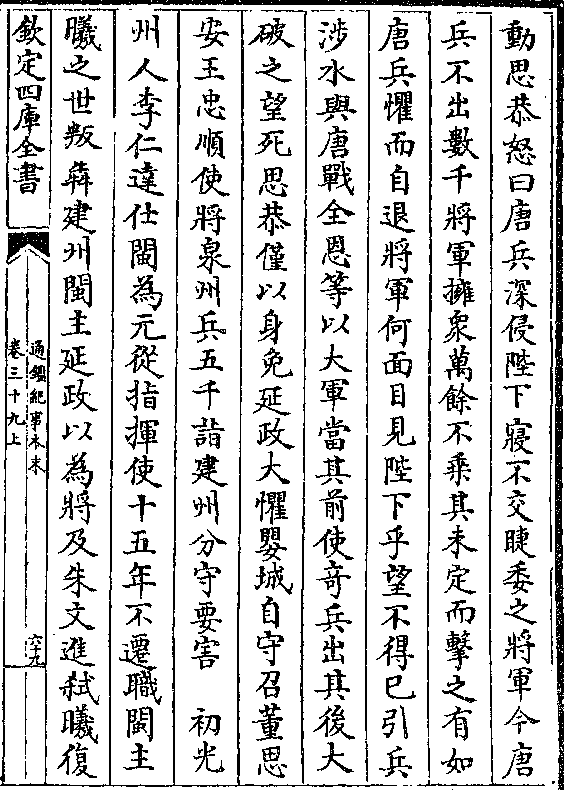 動思恭怒曰唐兵深侵陛下寢不交睫委之將軍今唐
兵不出數千將軍擁衆萬餘不乘其未定而擊之有如
唐兵懼而自退將軍何面目見陛下乎望不得已引兵
涉水與唐戰全恩等以大軍當其前使奇兵出其後大
破之望死思恭僅以身免延政大懼嬰城自守召董思
安王忠順使將泉州兵五千詣建州分守要害　初光
州人李仁達仕閩為元從指揮使十五年不遷職閩主
曦之世叛奔建州閩主延政以為將及朱文進弒曦復
欽定四庫全書
通鑑紀事本末
卷三十九上
六十九